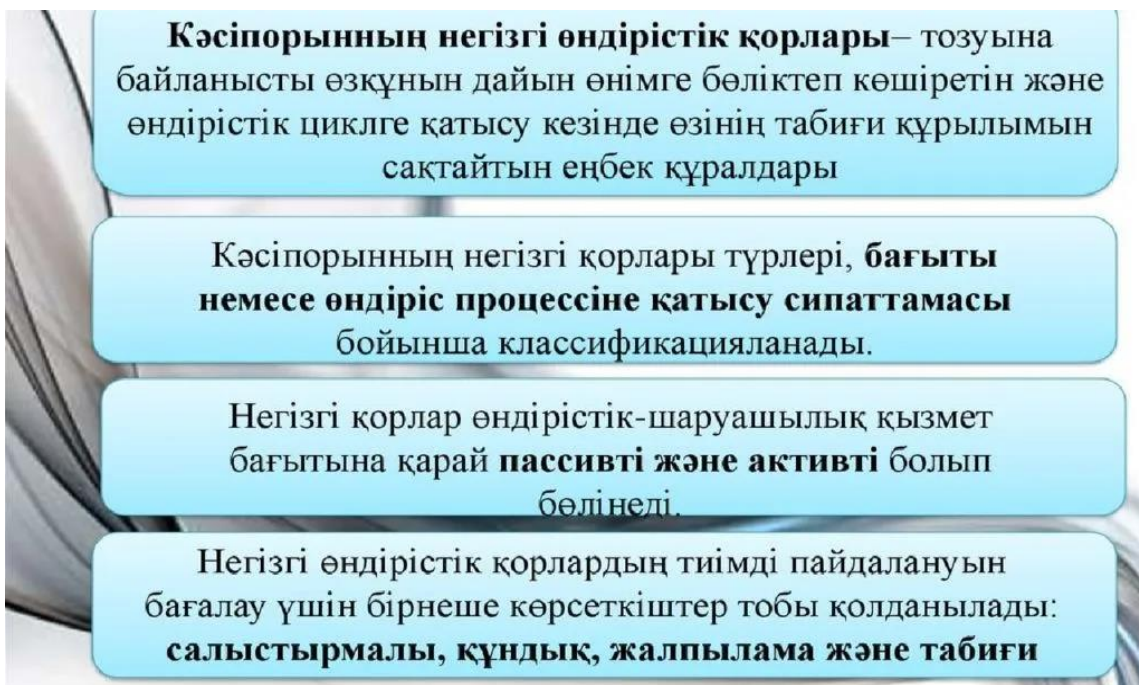 Кәсіпорынның негізгі өндірістік қорлары– тозуына
байланысты өзқұнын дайын өнімге бөліктеп көшіретін және
өндірістік циклге қатысу кезінде өзінің табиғи құрылымын
сақтайтын еңбек құралдары
Кәсіпорынның негізгі қорлары түрлері, бағыты
немесе өндіріс процессіне қатысу сипаттамасы
бойынша классификацияланады.
Негізгі қорлар өндірістік-шаруашылық қызмет
бағытына қарай пассивті және активті болып
бөлінеді.
Негізгі өндірістік қорлардың тиімді пайдалануын
бағалау үшін бірнеше көрсеткіштер тобы қолданылады:
салыстырмалы, құндық, жалпылама және табиғи